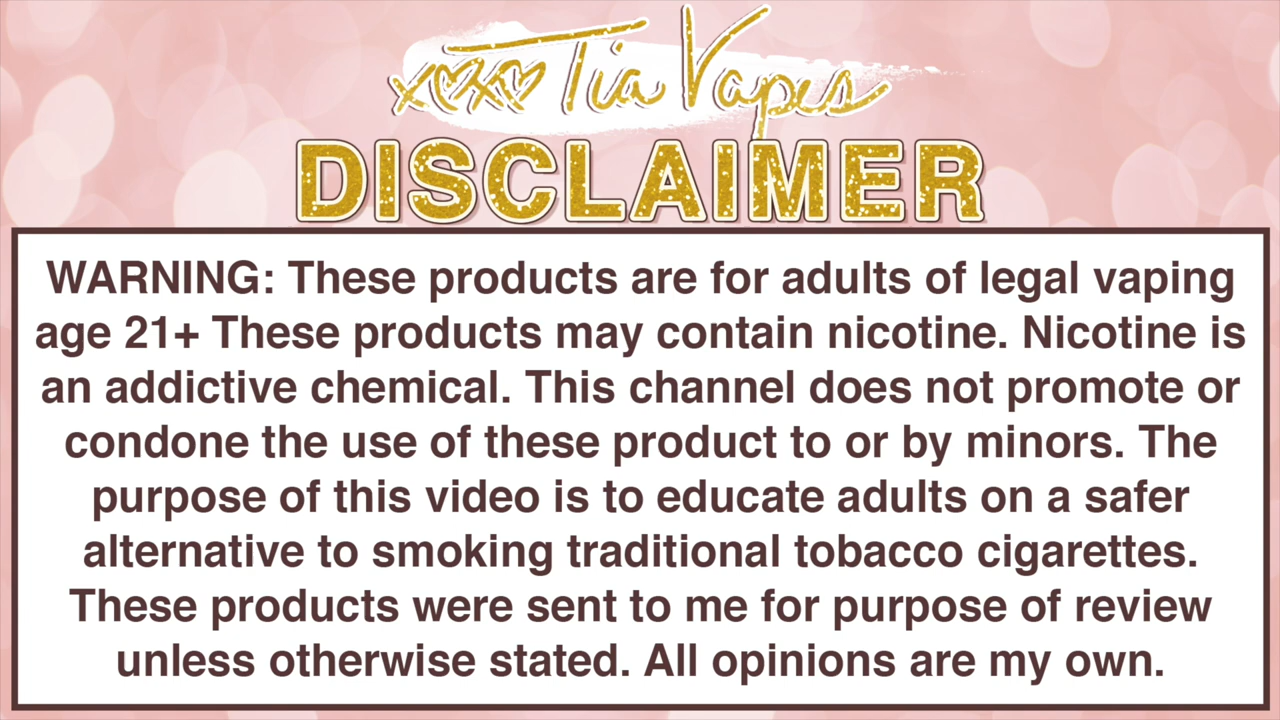 xoxo Tia Vapes
DISCLAIMER
WARNING: These products are for adults of legal vaping
age 21+ These products may contain nicotine. Nicotine is
an addictive chemical. This channel does not promote or
condone the use of these product to or by minors. The
purpose of this video is to educate adults on a safer
alternative to smoking traditional tobacco cigarettes.
These products were sent to me for purpose of review
unless otherwise stated. All opinions are my own.